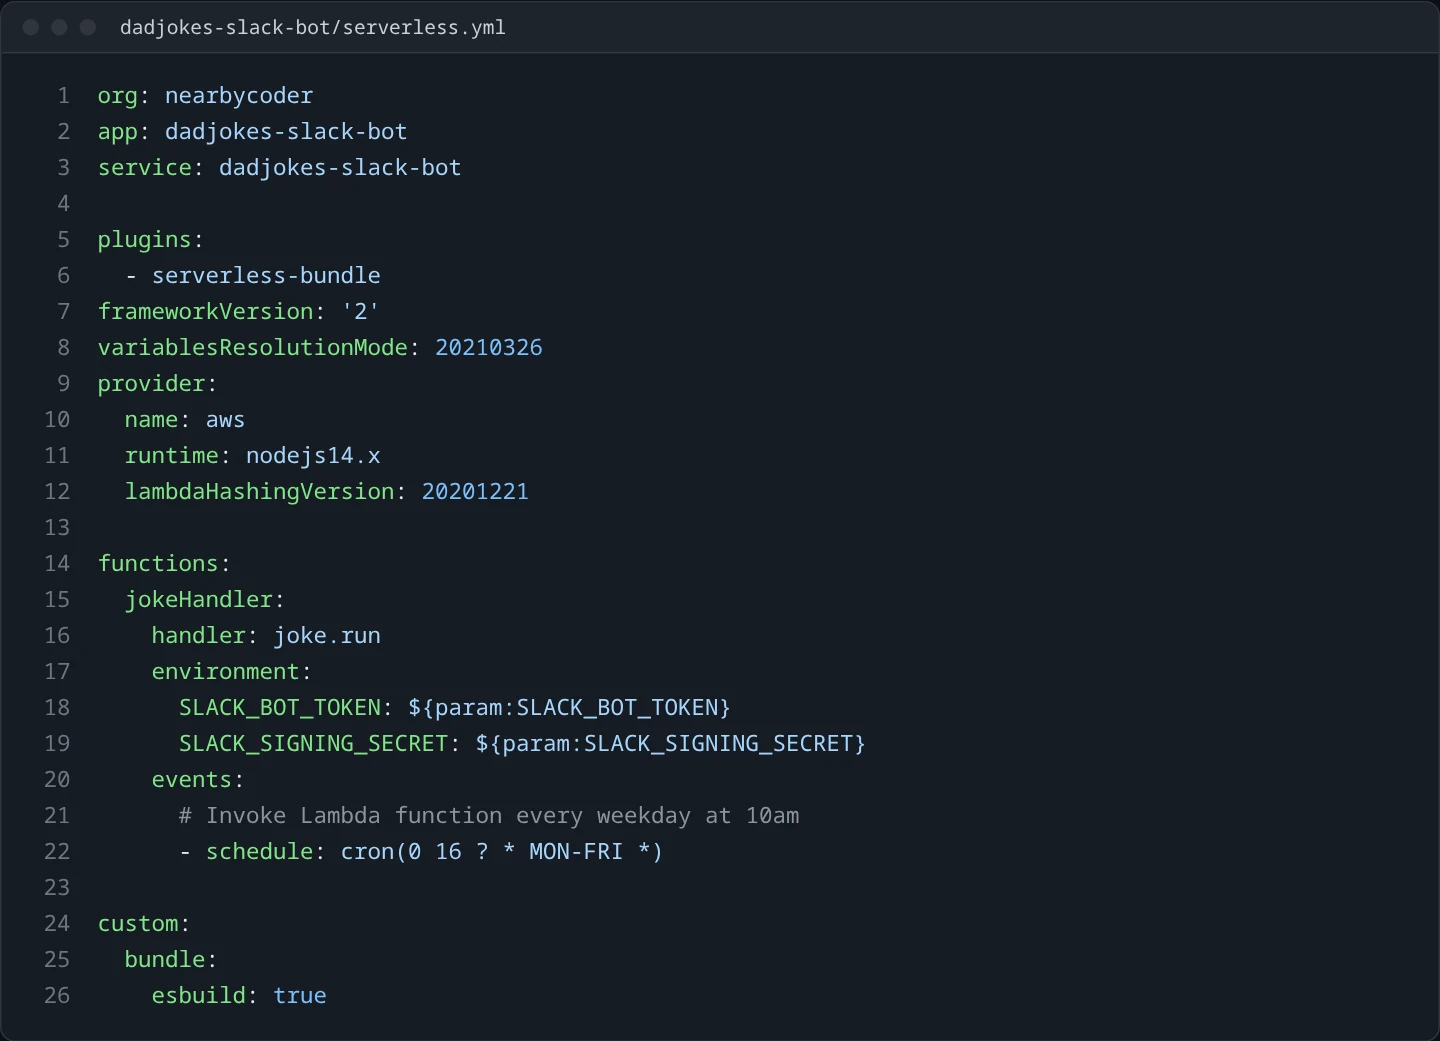 dadjokes-slack-bot/serverless.yml
1 org: nearbycoder
2 app: dadjokes-slack-bot
3 service: dadjokes-slack-bot
4
5 plugins:
6   - serverless-bundle
7 frameworkVersion: '2'
8 variablesResolutionMode: 20210326
9 provider:
10   name: aws
11   runtime: nodejs14.x
12   lambdaHashingVersion: 20201221
13
14 functions:
15   jokeHandler:
16     handler: joke.run
17     environment:
18       SLACK_BOT_TOKEN: ${param:SLACK_BOT_TOKEN}
19       SLACK_SIGNING_SECRET: ${param:SLACK_SIGNING_SECRET}
20     events:
21       # Invoke Lambda function every weekday at 10am
22       - schedule: cron(0 16 ? * MON-FRI *)
23
24 custom:
25   bundle:
26     esbuild: true